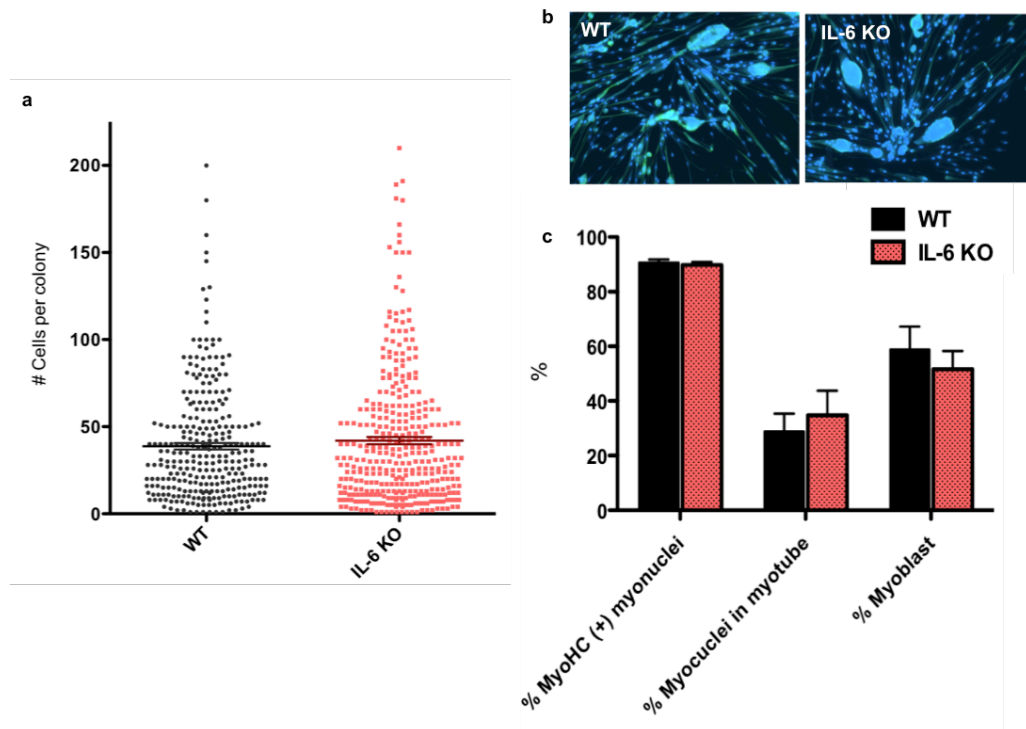 a
# Cells per colony
200
150
100
50
0
WT
IL-6 KO
b
WT
IL-6 KO
c
WT
IL-6 KO
%
100
80
60
40
20
0
% MyoHC (+) myonuclei
% Myocuclei in myotube
% Myoblast